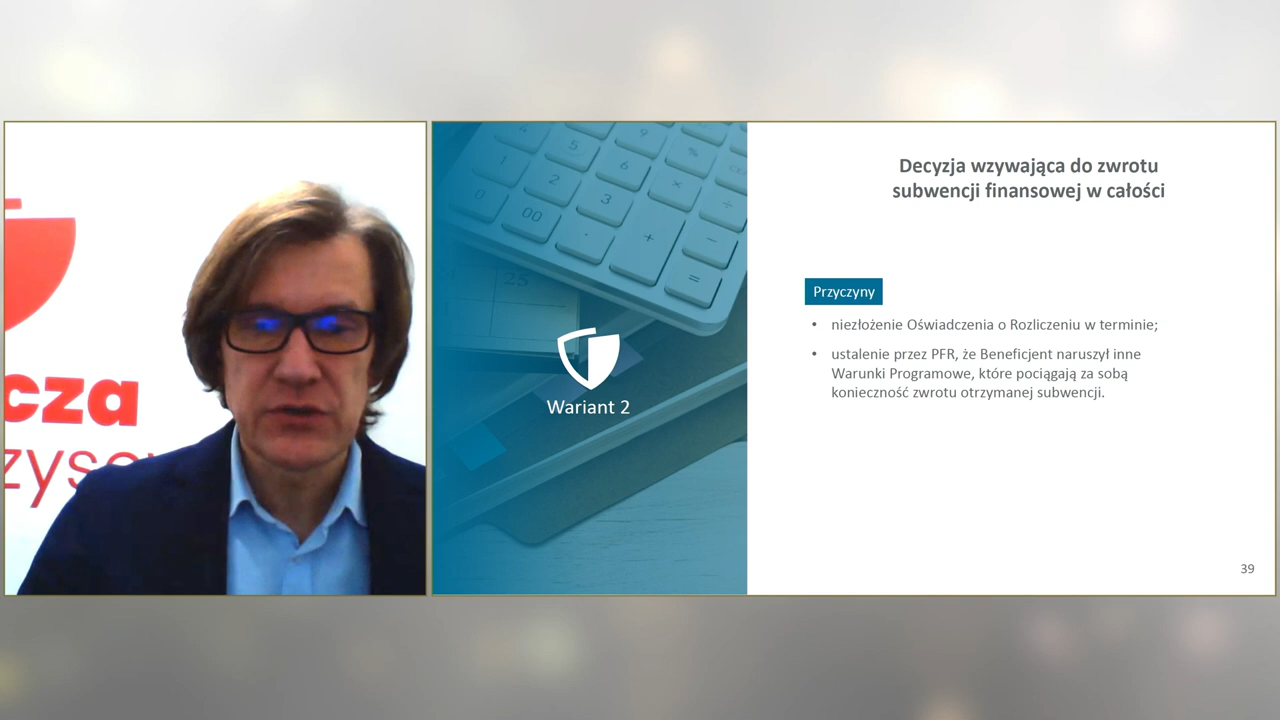 cza
Wariant 2
Decyzja wzywająca do zwrotu
subwencji finansowej w całości
Przyczyny
• niezłożenie Oświadczenia o Rozliczeniu w terminie;
• ustalenie przez PFR, że Beneficjent naruszył inne
Warunki Programowe, które pociągają za sobą
konieczność zwrotu otrzymanej subwencji.
39